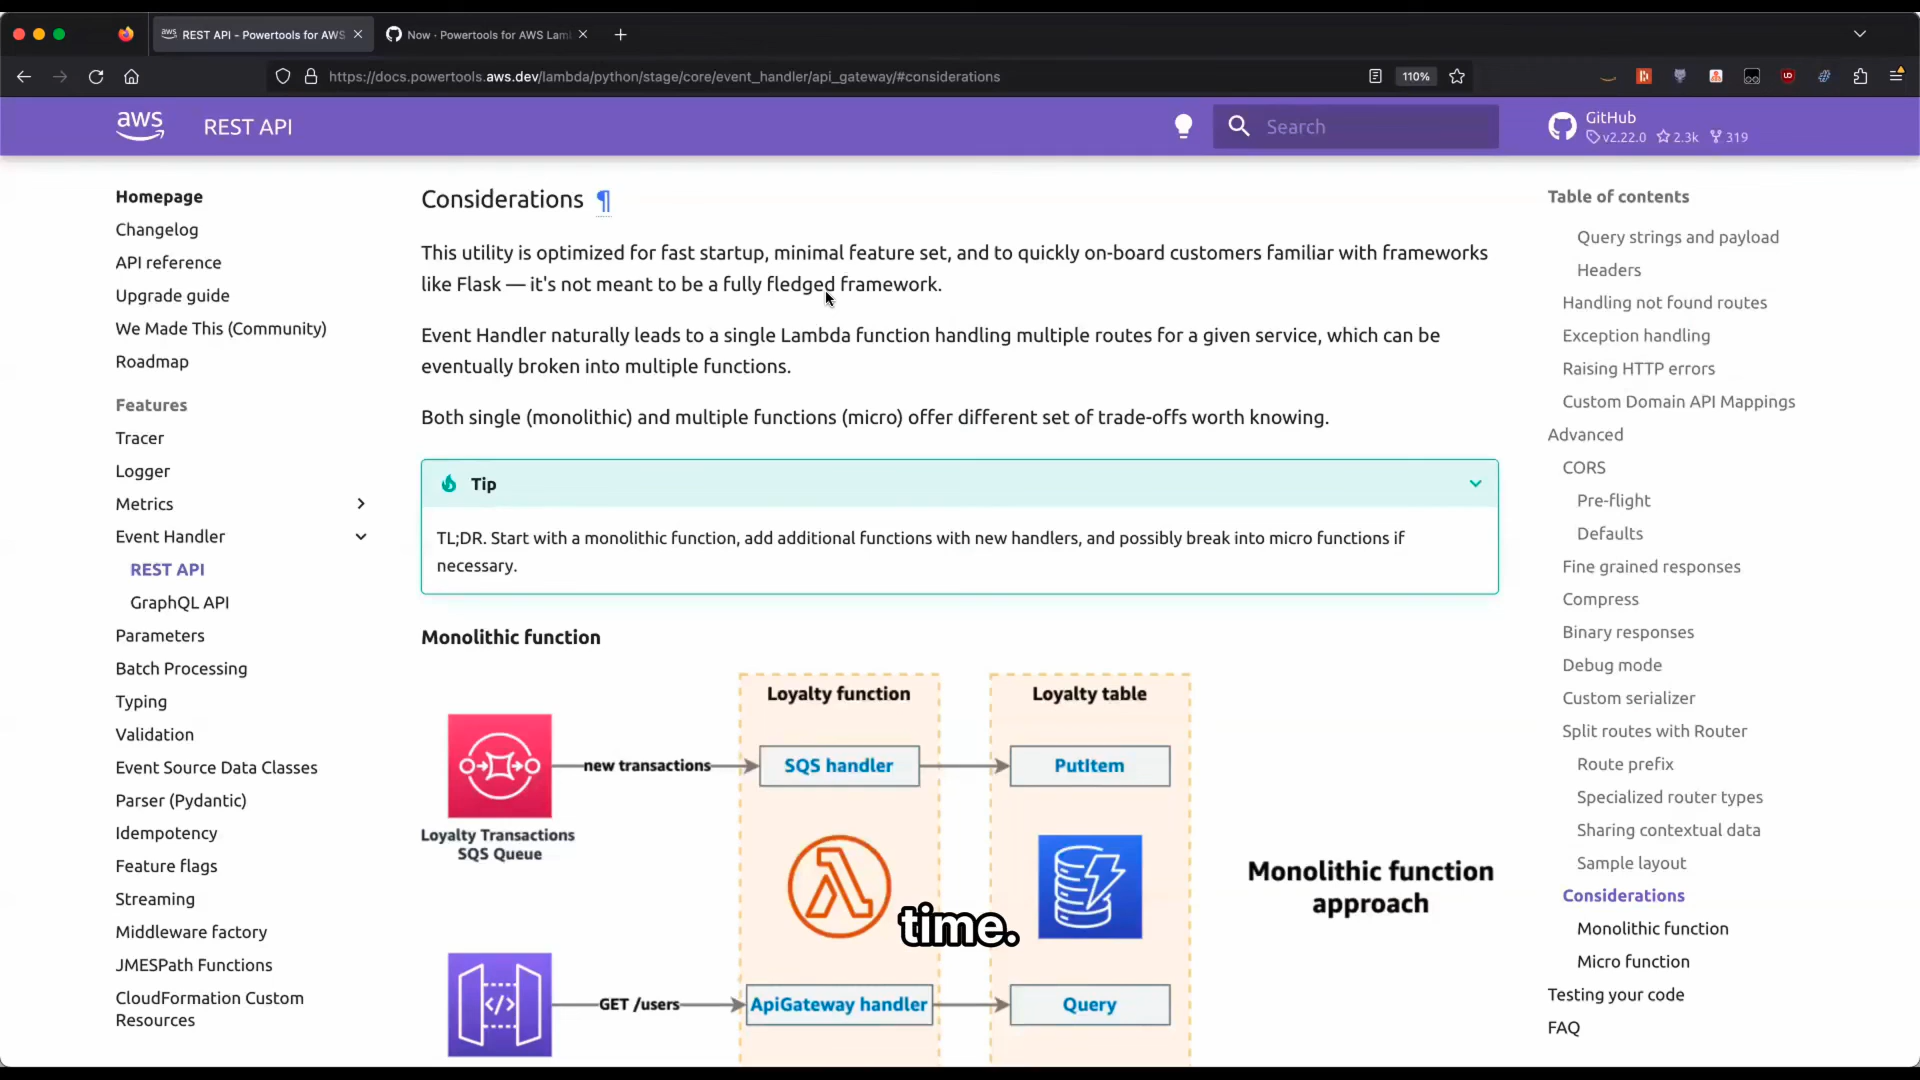 REST API - Powertools for AWS
Now · Powertools for AWS Lam
https://docs.powertools.aws.dev/lambda/python/stage/core/event_handler/api_gateway/#considerations
110%
aws
REST API
Search
GitHub
v2.22.0 2.3k 319
Homepage
Changelog
API reference
Upgrade guide
We Made This (Community)
Roadmap
Features
Tracer
Logger
Metrics
Event Handler
REST API
GraphQL API
Parameters
Batch Processing
Typing
Validation
Event Source Data Classes
Parser (Pydantic)
Idempotency
Feature flags
Streaming
Middleware factory
JMESPath Functions
CloudFormation Custom
Resources
Considerations ¶
This utility is optimized for fast startup, minimal feature set, and to quickly on-board customers familiar with frameworks
like Flask — it's not meant to be a fully fledged framework.
Event Handler naturally leads to a single Lambda function handling multiple routes for a given service, which can be
eventually broken into multiple functions.
Both single (monolithic) and multiple functions (micro) offer different set of trade-offs worth knowing.
Tip
TL;DR. Start with a monolithic function, add additional functions with new handlers, and possibly break into micro functions if
necessary.
Monolithic function
Loyalty function
Loyalty table
new transactions
SQS handler
PutItem
Loyalty Transactions
SQS Queue
Monolithic function
approach
time.
GET /users
ApiGateway handler
Query
Table of contents
Query strings and payload
Headers
Handling not found routes
Exception handling
Raising HTTP errors
Custom Domain API Mappings
Advanced
CORS
Pre-flight
Defaults
Fine grained responses
Compress
Binary responses
Debug mode
Custom serializer
Split routes with Router
Route prefix
Specialized router types
Sharing contextual data
Sample layout
Considerations
Monolithic function
Micro function
Testing your code
FAQ